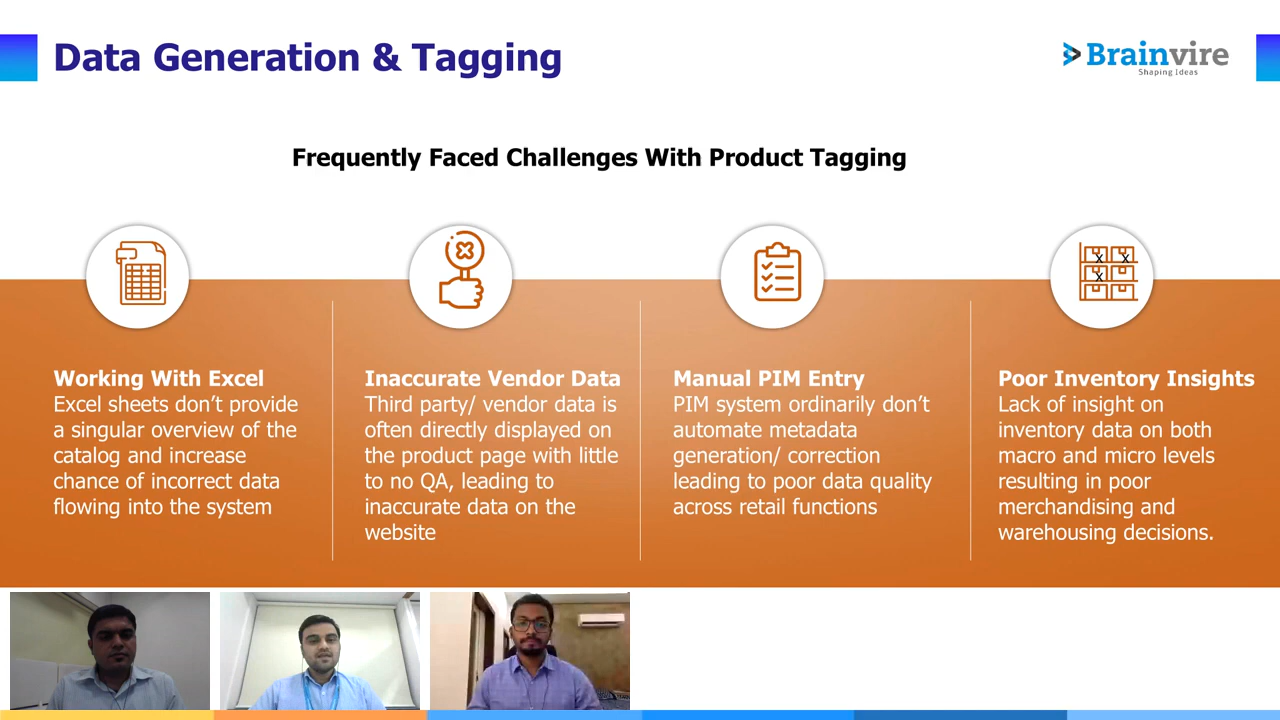 Data Generation & Tagging
Brainvire
Shaping Ideas
Frequently Faced Challenges With Product Tagging
Working With Excel
Excel sheets don’t provide
a singular overview of the
catalog and increase
chance of incorrect data
flowing into the system
Inaccurate Vendor Data
Third party/ vendor data is
often directly displayed on
the product page with little
to no QA, leading to
inaccurate data on the
website
Manual PIM Entry
PIM system ordinarily don’t
automate metadata
generation/ correction
leading to poor data quality
across retail functions
X X
X
Poor Inventory Insights
Lack of insight on
inventory data on both
macro and micro levels
resulting in poor
merchandising and
warehousing decisions.